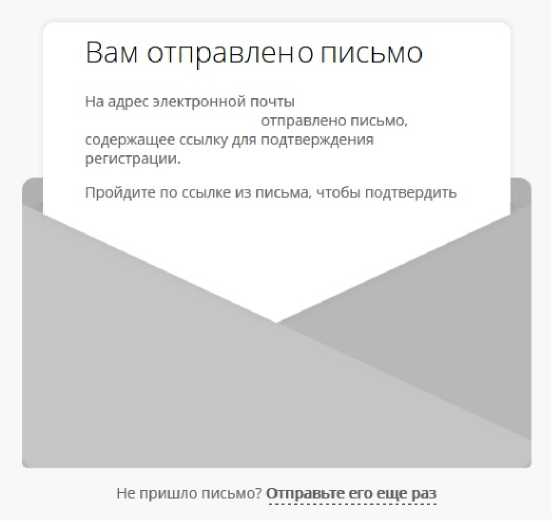 Вам отправлено письмо
На адрес электронной почты
отправлено письмо,
содержащее ссылку для подтверждения
регистрации.
Пройдите по ссылке из письма, чтобы подтвердить
Не пришло письмо? Отправьте его еще раз